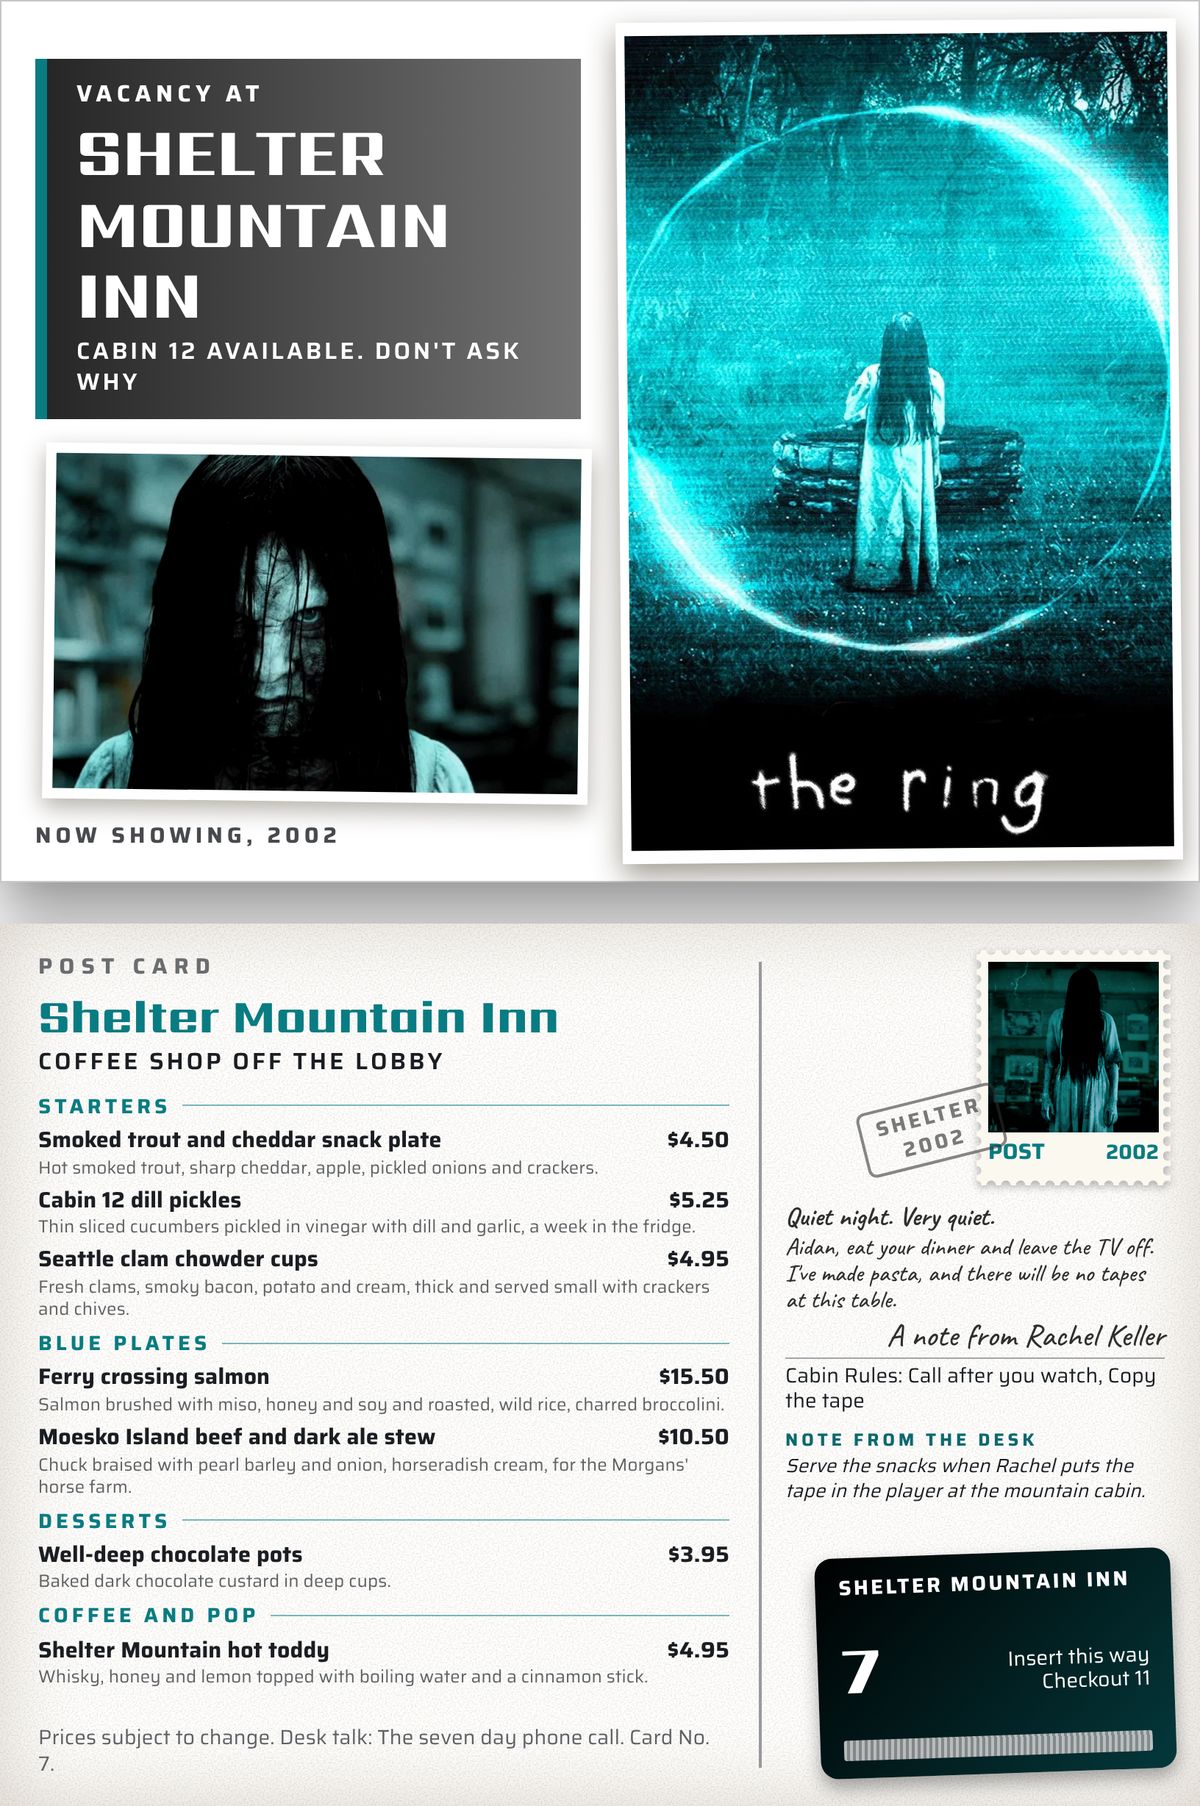 VACANCY AT
SHELTER
MOUNTAIN
INN
CABIN 12 AVAILABLE. DON'T ASK
WHY
NOW SHOWING, 2002
the ring
POST CARD
Shelter Mountain Inn
COFFEE SHOP OFF THE LOBBY
STARTERS
Smoked trout and cheddar snack plate $4.50
Hot smoked trout, sharp cheddar, apple, pickled onions and crackers.
Cabin 12 dill pickles $5.25
Thin sliced cucumbers pickled in vinegar with dill and garlic, a week in the fridge.
Seattle clam chowder cups $4.95
Fresh clams, smoky bacon, potato and cream, thick and served small with crackers
and chives.
BLUE PLATES
Ferry crossing salmon $15.50
Salmon brushed with miso, honey and soy and roasted, wild rice, charred broccolini.
Moesko Island beef and dark ale stew $10.50
Chuck braised with pearl barley and onion, horseradish cream, for the Morgans'
horse farm.
DESSERTS
Well-deep chocolate pots $3.95
Baked dark chocolate custard in deep cups.
COFFEE AND POP
Shelter Mountain hot toddy $4.95
Whisky, honey and lemon topped with boiling water and a cinnamon stick.
Prices subject to change. Desk talk: The seven day phone call. Card No.
7.
SHELTER
2002
POST 2002
Quiet night. Very quiet.
Aidan, eat your dinner and leave the TV off.
I've made pasta, and there will be no tapes
at this table.
A note from Rachel Keller
Cabin Rules: Call after you watch, Copy
the tape
NOTE FROM THE DESK
Serve the snacks when Rachel puts the
tape in the player at the mountain cabin.
SHELTER MOUNTAIN INN
7
Insert this way
Checkout 11